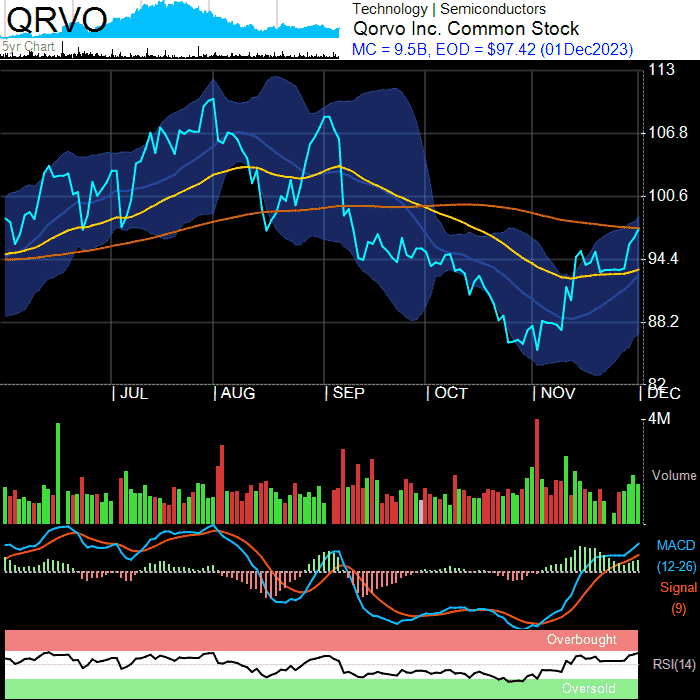 QRVO
5yr Chart
Technology | Semiconductors
Qorvo Inc. Common Stock
MC = 9.5B, EOD = $97.42 (01Dec2023)
113
106.8
100.6
94.4
88.2
82
| JUL | AUG | SEP | OCT | NOV | DEC
4M
Volume
MACD
(12-26)
Signal
(9)
Overbought
RSI(14)
Oversold